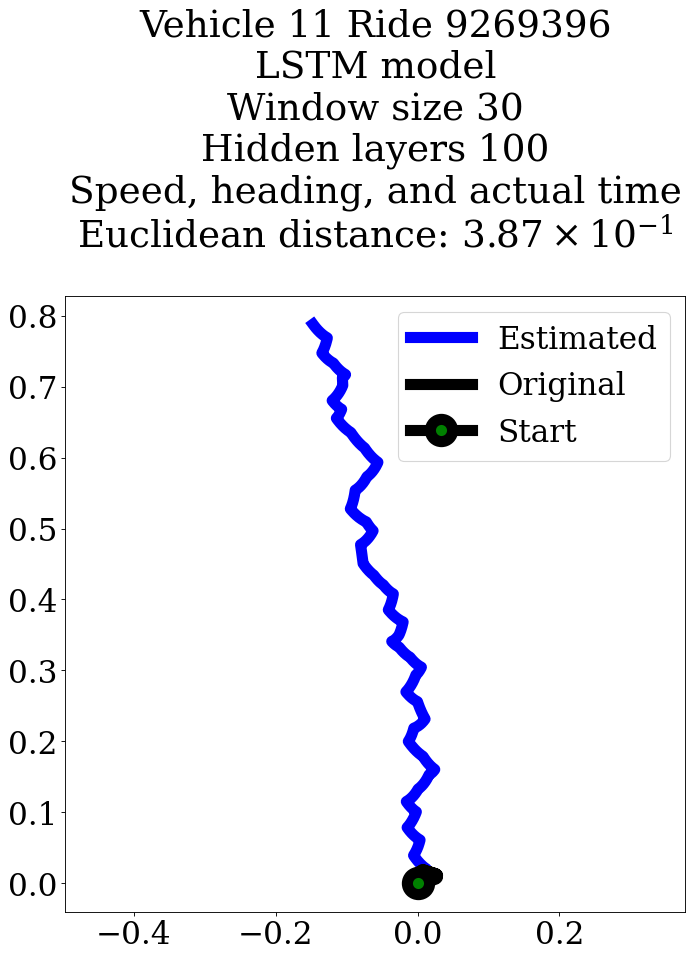 Vehicle 11 Ride 9269396
LSTM model
Window size 30
Hidden layers 100
Speed, heading, and actual time
Euclidean distance: 3.87 × 10⁻¹
Estimated
Original
Start
0.8
0.7
0.6
0.5
0.4
0.3
0.2
0.1
0.0
−0.4 −0.2 0.0 0.2